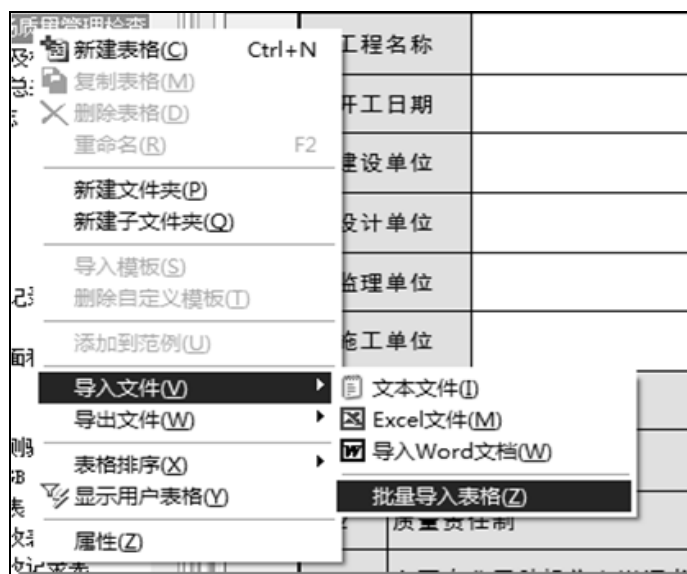 质量管理检查
新建表格(C) Ctrl+N
复制表格(M)
删除表格(D)
重命名(R) F2
新建文件夹(P)
新建子文件夹(Q)
导入模板(S)
删除自定义模板(T)
添加到范例(U)
导入文件(V)
导出文件(W)
表格排序(X)
显示用户表格(Y)
属性(Z)
文本文件(I)
Excel文件(M)
导入Word文档(W)
批量导入表格(Z)
工程名称
开工日期
建设单位
设计单位
监理单位
施工单位
质量责任制